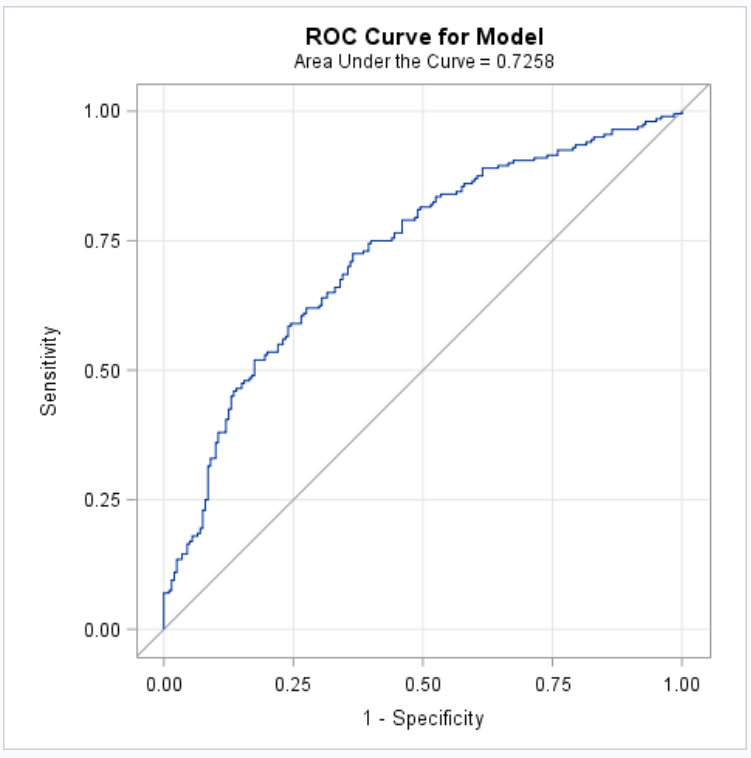 ROC Curve for Model
Area Under the Curve = 0.7258
1.00
0.75
0.50
0.25
0.00
Sensitivity
0.00 0.25 0.50 0.75 1.00
1 - Specificity